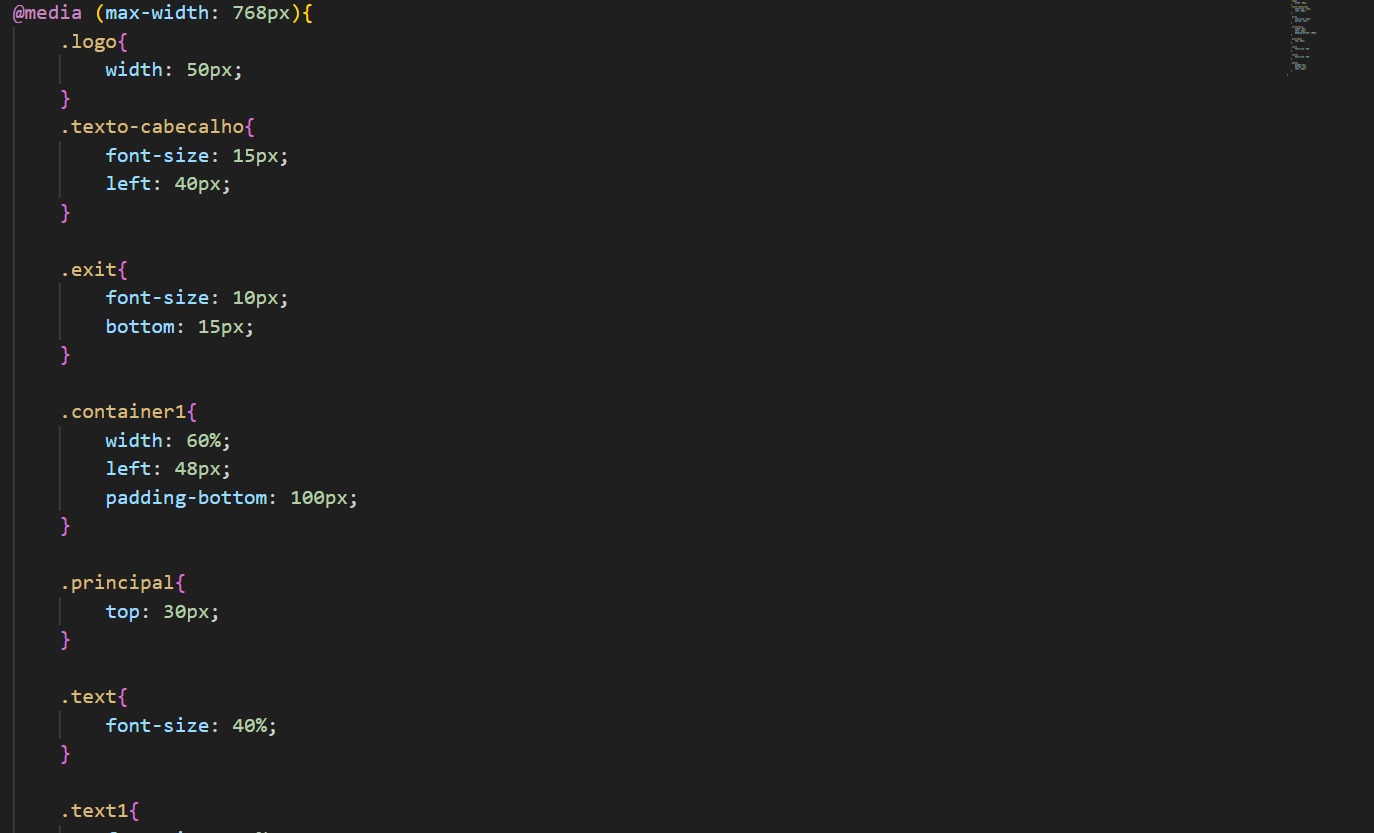 @media (max-width: 768px){
    .logo{
        width: 50px;
    }
    .texto-cabecalho{
        font-size: 15px;
        left: 40px;
    }

    .exit{
        font-size: 10px;
        bottom: 15px;
    }

    .container1{
        width: 60%;
        left: 48px;
        padding-bottom: 100px;
    }

    .principal{
        top: 30px;
    }

    .text{
        font-size: 40%;
    }

    .text1{